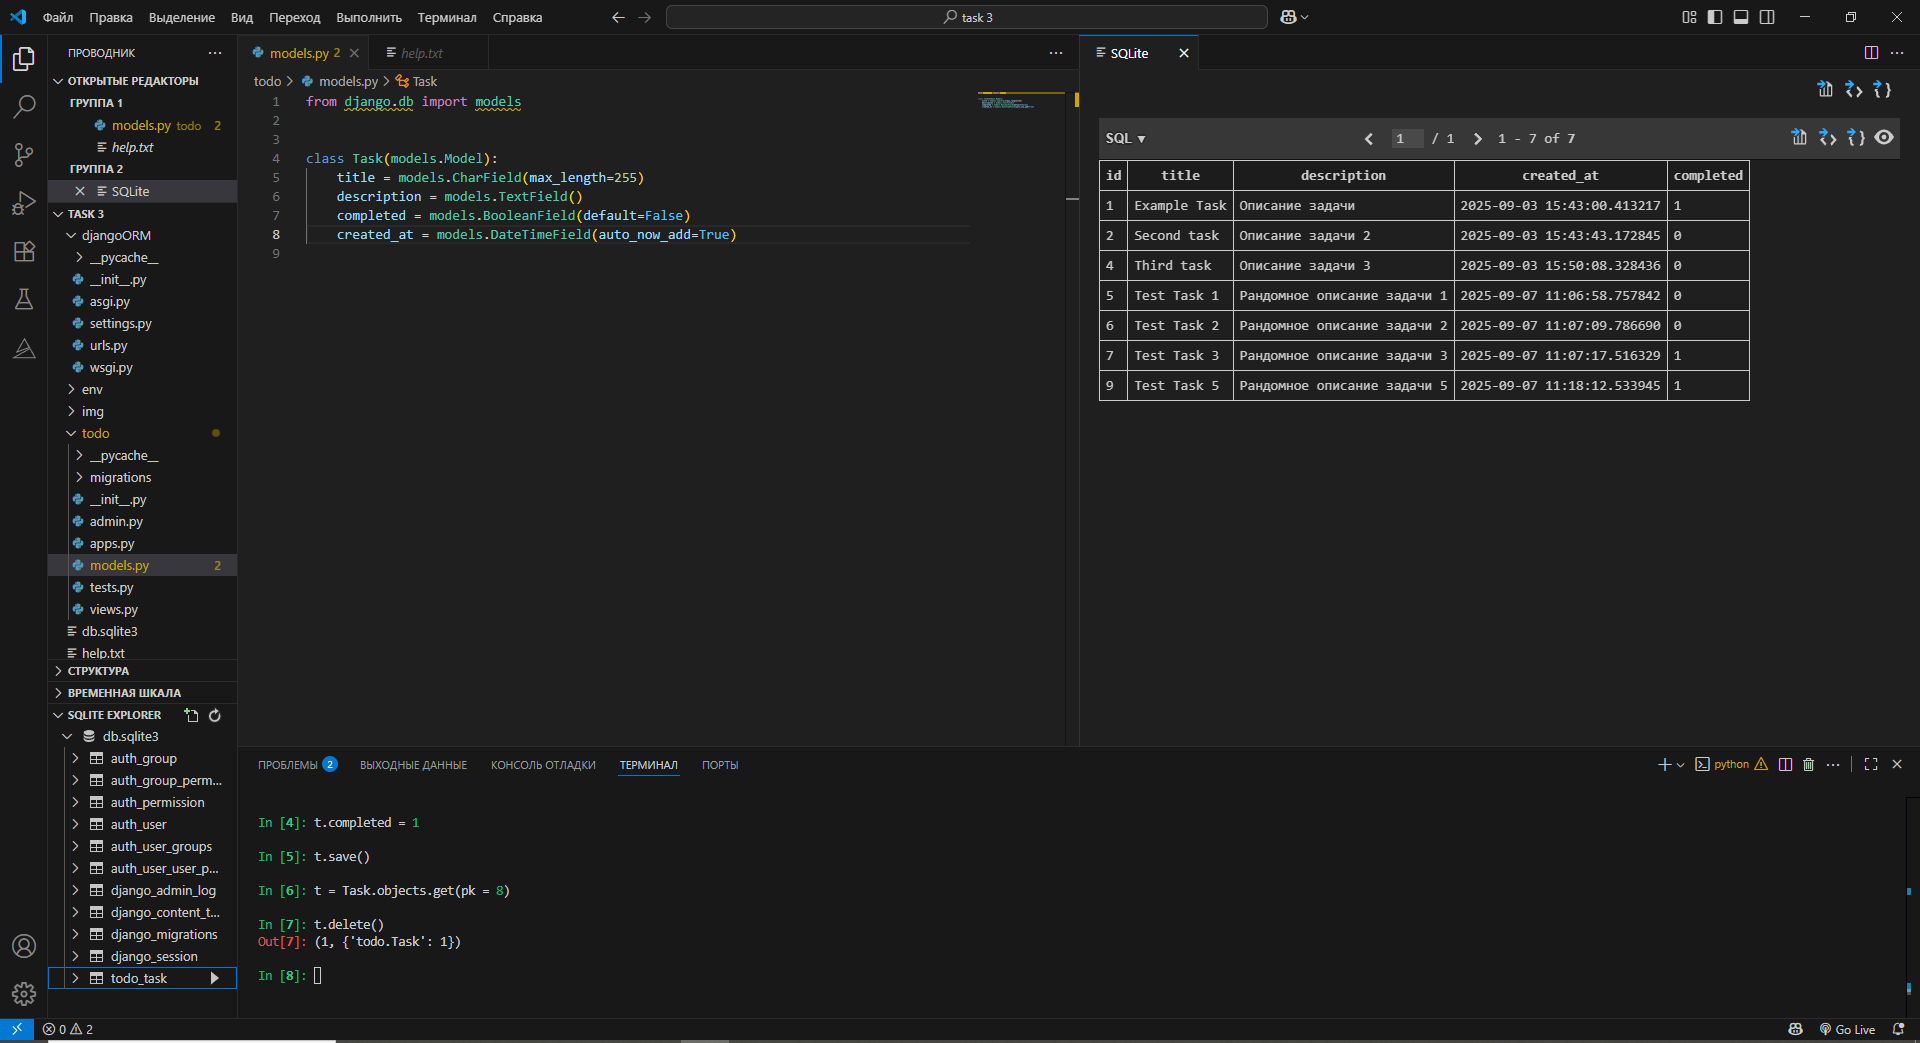 Файл Правка Выделение Вид Переход Выполнить Терминал Справка
task 3
ПРОВОДНИК
ОТКРЫТЫЕ РЕДАКТОРЫ
ГРУППА 1
models.py todo 2
help.txt
ГРУППА 2
SQLite
TASK 3
djangoORM
__pycache__
__init__.py
asgi.py
settings.py
urls.py
wsgi.py
env
img
todo
__pycache__
migrations
__init__.py
admin.py
apps.py
models.py 2
tests.py
views.py
db.sqlite3
help.txt
СТРУКТУРА
ВРЕМЕННАЯ ШКАЛА
SQLITE EXPLORER
db.sqlite3
auth_group
auth_group_perm...
auth_permission
auth_user
auth_user_groups
auth_user_user_p...
django_admin_log
django_content_t...
django_migrations
django_session
todo_task
models.py 2
help.txt
todo > models.py > Task
1 from django.db import models
2
3
4 class Task(models.Model):
5 title = models.CharField(max_length=255)
6 description = models.TextField()
7 completed = models.BooleanField(default=False)
8 created_at = models.DateTimeField(auto_now_add=True)
9
SQLite
SQL ▼ 1 / 1 1 - 7 of 7
id title description created_at completed
1 Example Task Описание задачи 2025-09-03 15:43:00.413217 1
2 Second task Описание задачи 2 2025-09-03 15:43:43.172845 0
4 Third task Описание задачи 3 2025-09-03 15:50:08.328436 0
5 Test Task 1 Рандомное описание задачи 1 2025-09-07 11:06:58.757842 0
6 Test Task 2 Рандомное описание задачи 2 2025-09-07 11:07:09.786690 0
7 Test Task 3 Рандомное описание задачи 3 2025-09-07 11:07:17.516329 1
9 Test Task 5 Рандомное описание задачи 5 2025-09-07 11:18:12.533945 1
ПРОБЛЕМЫ 2 ВЫХОДНЫЕ ДАННЫЕ КОНСОЛЬ ОТЛАДКИ ТЕРМИНАЛ ПОРТЫ
python
In [4]: t.completed = 1
In [5]: t.save()
In [6]: t = Task.objects.get(pk = 8)
In [7]: t.delete()
Out[7]: (1, {'todo.Task': 1})
In [8]:
0 2
Go Live